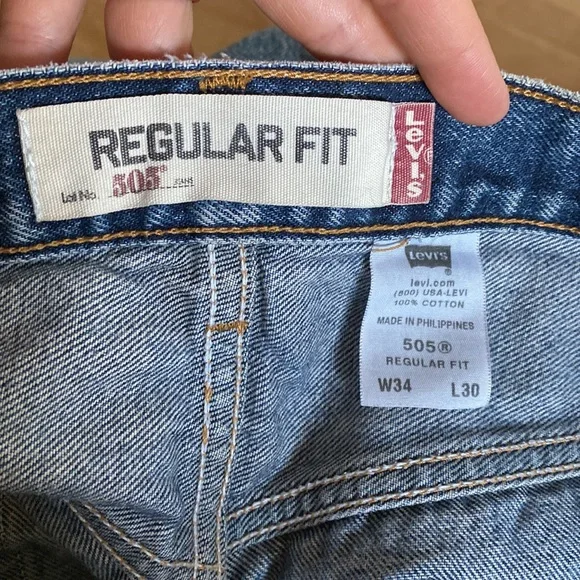 REGULAR FIT
Lot No. 505® JEANS
LEVI'S®
Levi's
®
levi.com
(800) USA-LEVI
100% COTTON
MADE IN PHILIPPINES
505®
REGULAR FIT
W34 L30